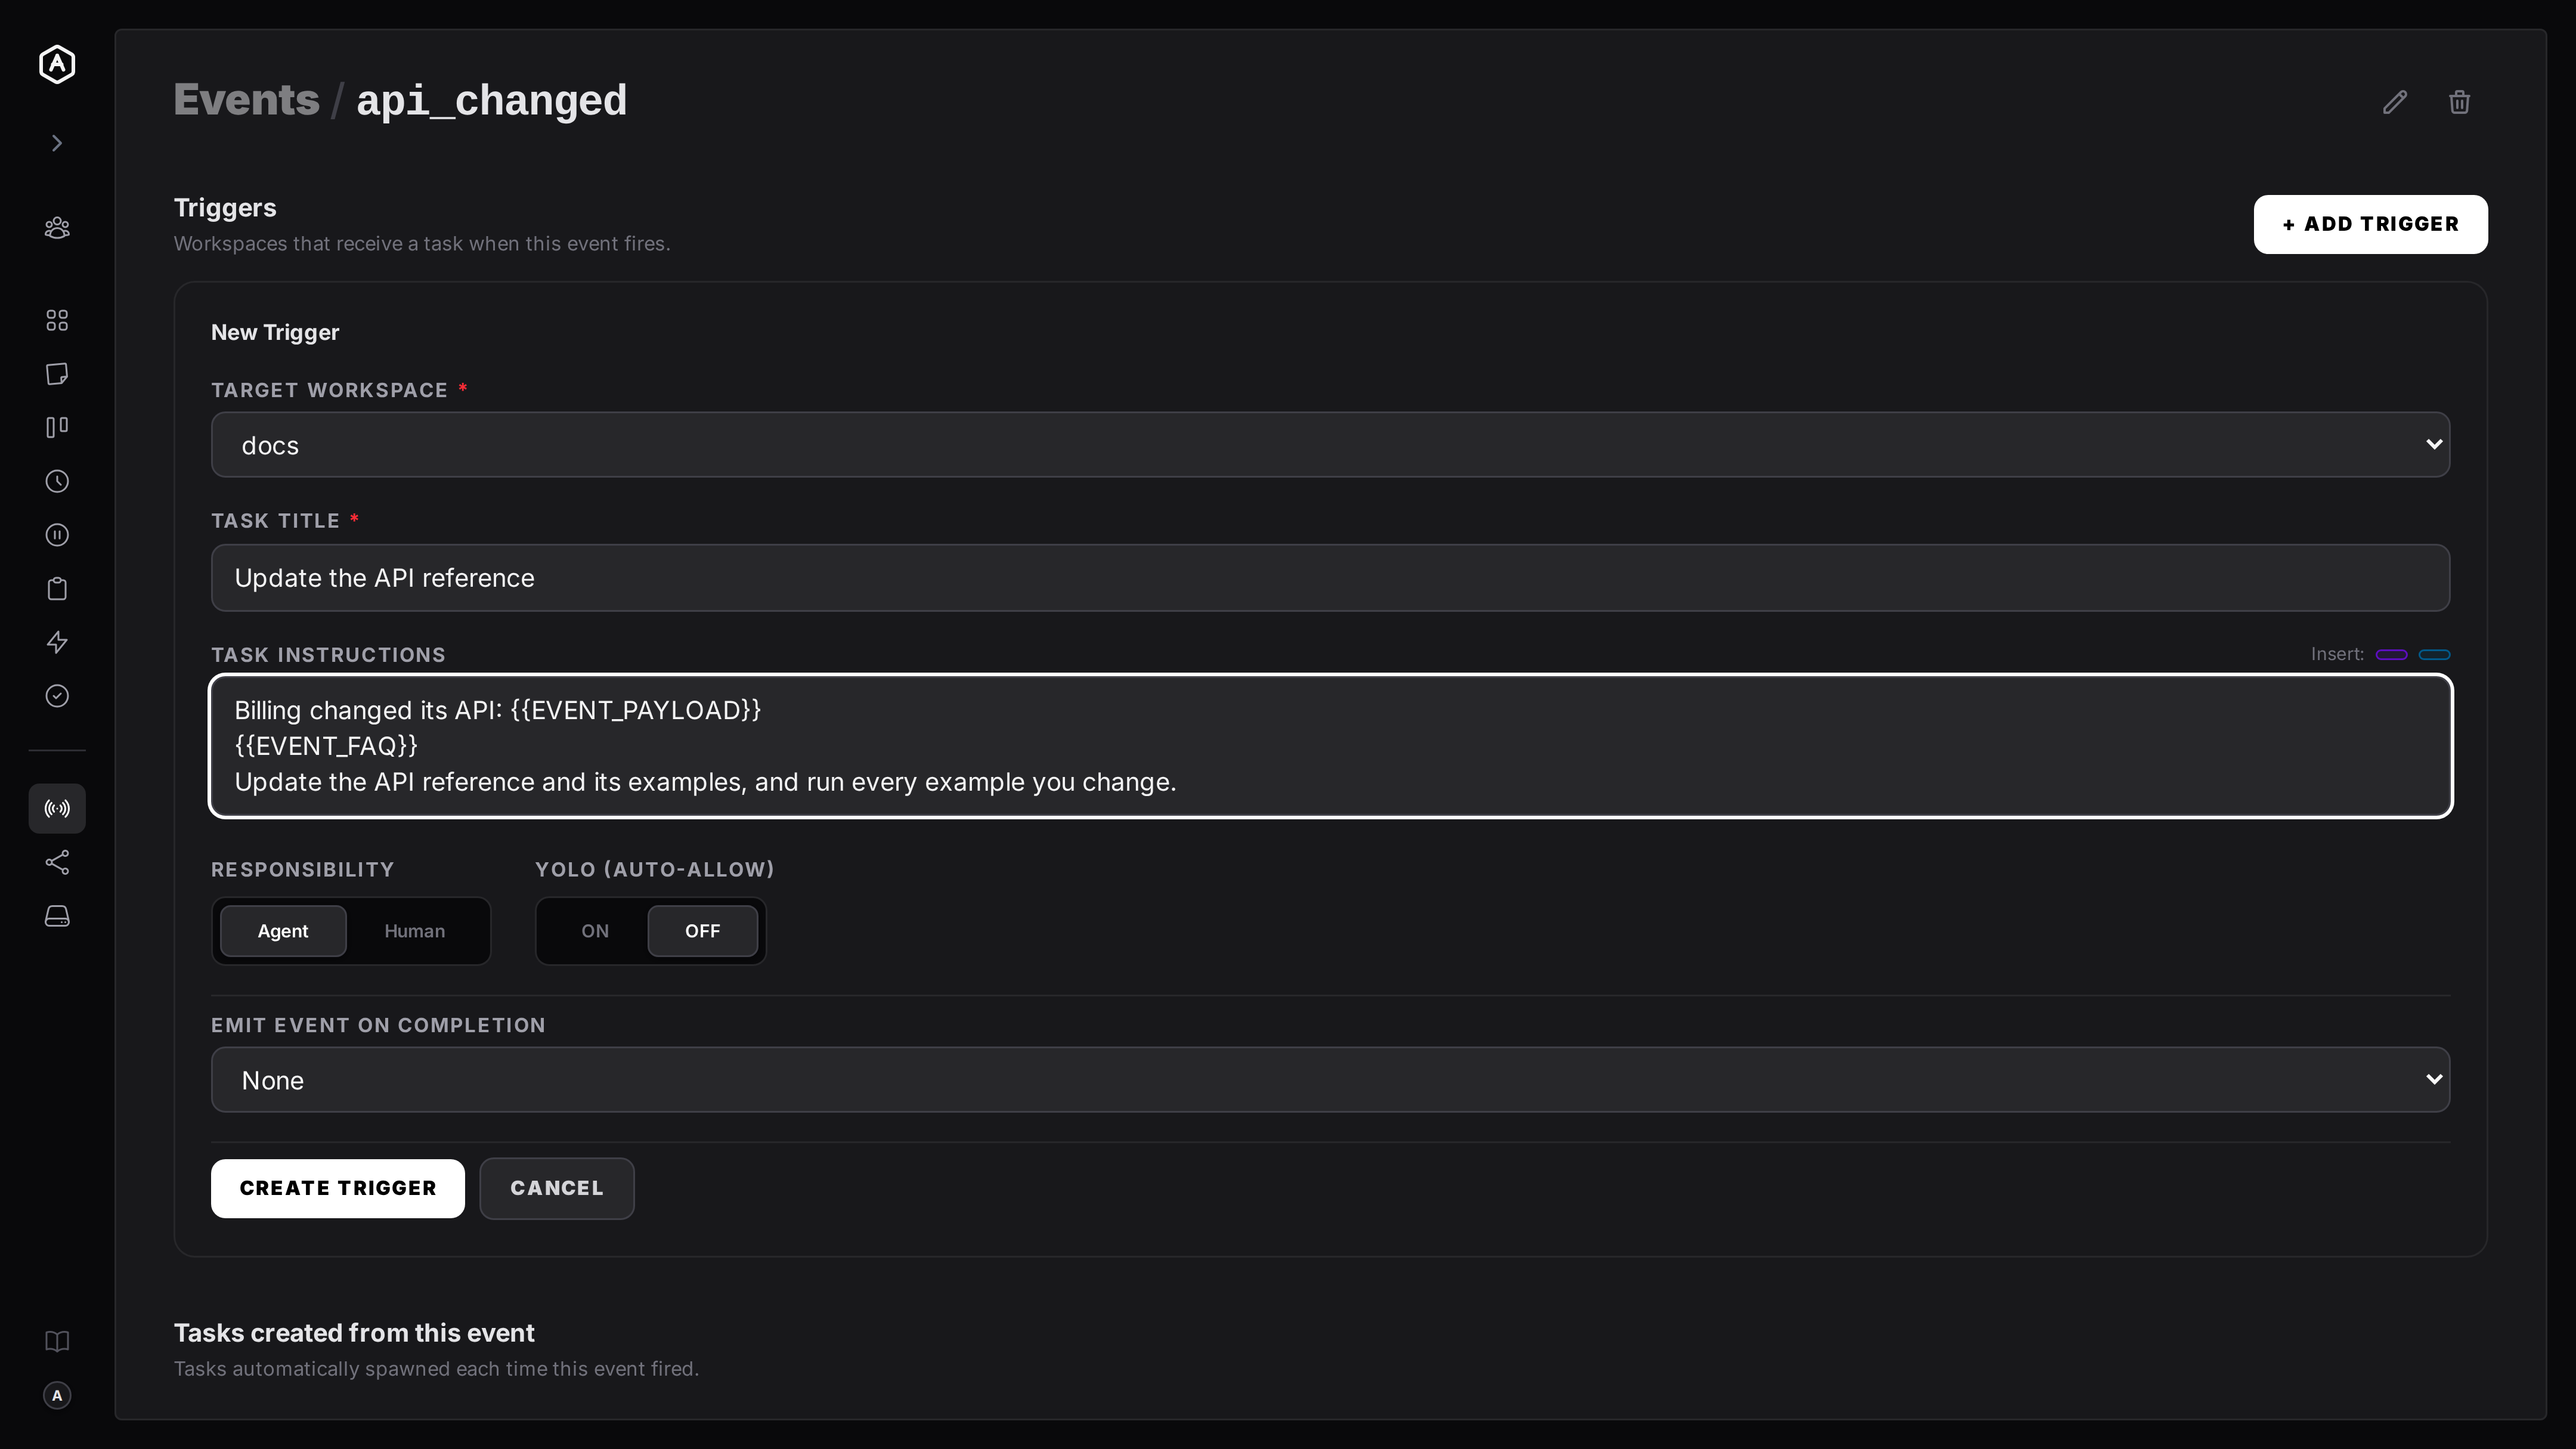 Events / api_changed
Triggers
Workspaces that receive a task when this event fires.
+ ADD TRIGGER
New Trigger
TARGET WORKSPACE *
docs
TASK TITLE *
Update the API reference
TASK INSTRUCTIONS
Insert:
Billing changed its API: {{EVENT_PAYLOAD}}
{{EVENT_FAQ}}
Update the API reference and its examples, and run every example you change.
RESPONSIBILITY
YOLO (AUTO-ALLOW)
Agent
Human
ON
OFF
EMIT EVENT ON COMPLETION
None
CREATE TRIGGER
CANCEL
Tasks created from this event
Tasks automatically spawned each time this event fired.
A